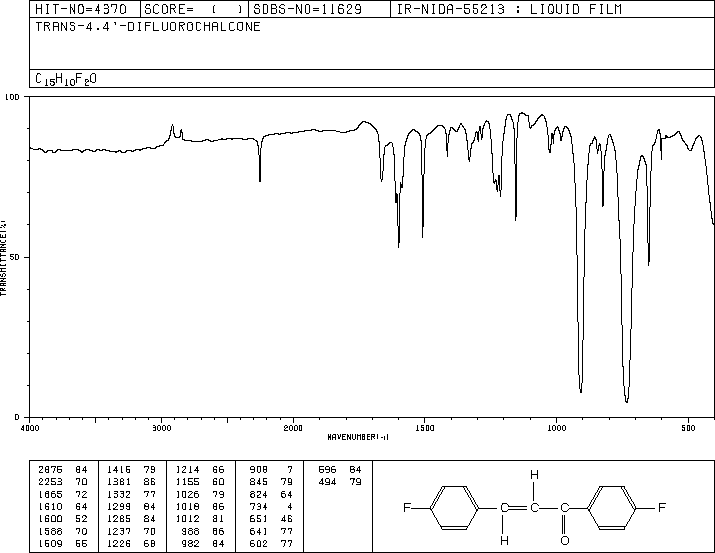 HIT-NO=4370 SCORE= ( ) SDBS-NO=11629 IR-NIDA-55213 : LIQUID FILM
TRANS-4,4'-DIFLUOROCHALCONE
C15H10F2O
100
50
0
TRANSMITTANCE(%)
4000 3000 2000 1500 1000 500
WAVENUMBER(-1)
2875 84 1416 79 1214 66 908 7 596 84
2253 70 1381 86 1155 60 845 79 494 79
1665 72 1332 77 1026 79 824 64
1610 64 1299 84 1018 86 734 4
1600 52 1285 84 1012 81 651 46
1588 70 1237 70 988 86 641 77
1509 55 1226 68 982 84 602 77
H
F
F
H
C
C
C
O